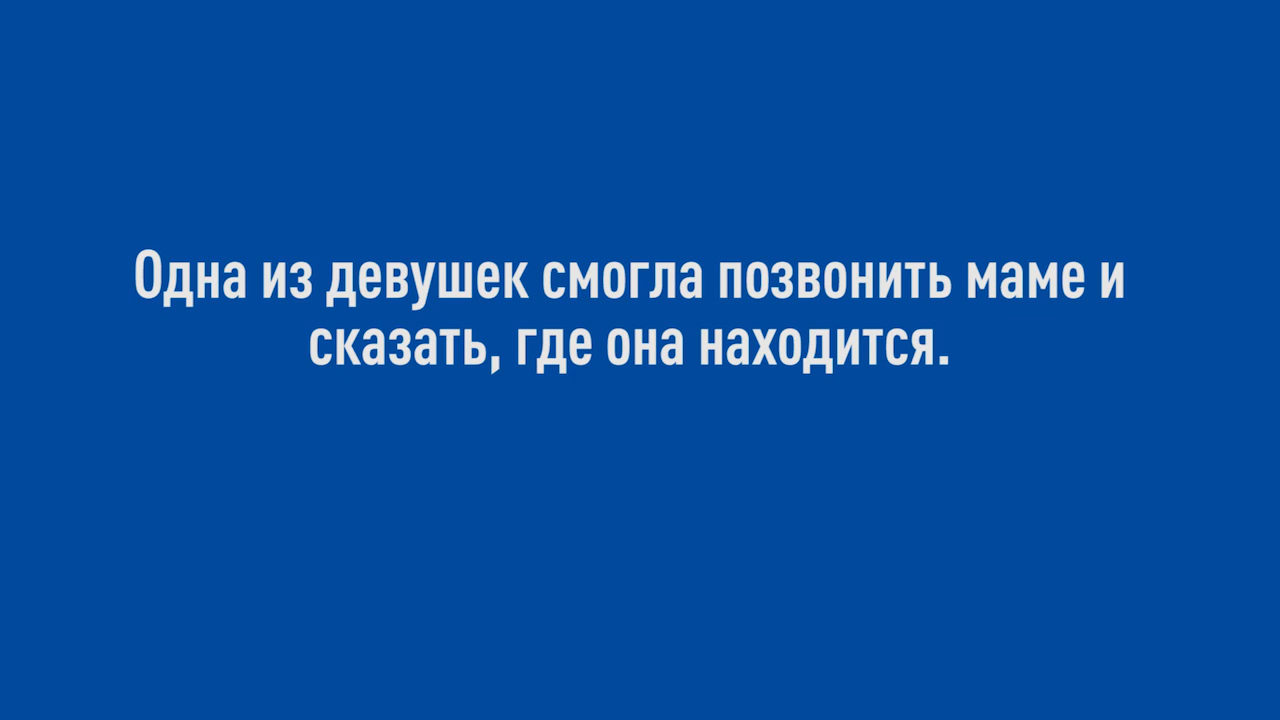 Одна из девушек смогла позвонить маме и
сказать, где она находится.